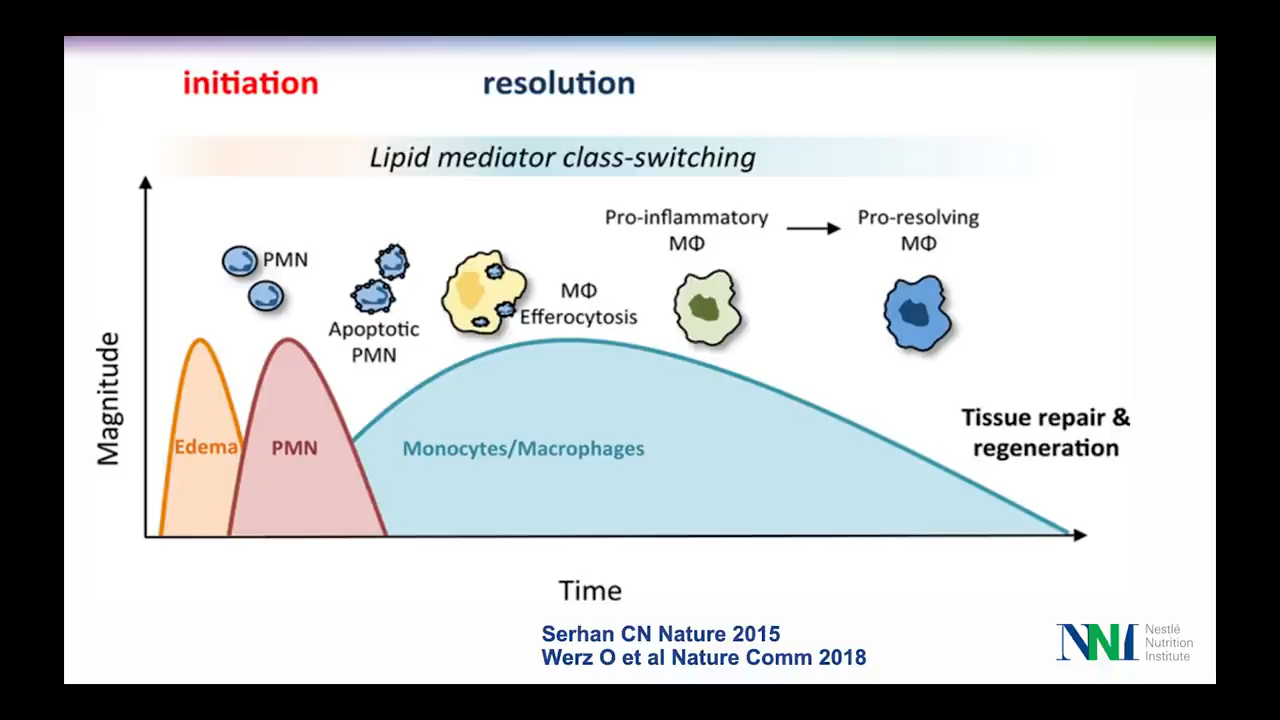 initiation
resolution
Lipid mediator class-switching
Pro-inflammatory
MΦ
Pro-resolving
MΦ
PMN
Apoptotic
PMN
MΦ
Efferocytosis
Magnitude
Edema
PMN
Monocytes/Macrophages
Tissue repair &
regeneration
Time
Serhan CN Nature 2015
Werz O et al Nature Comm 2018
NNI
Nestlé
Nutrition
Institute